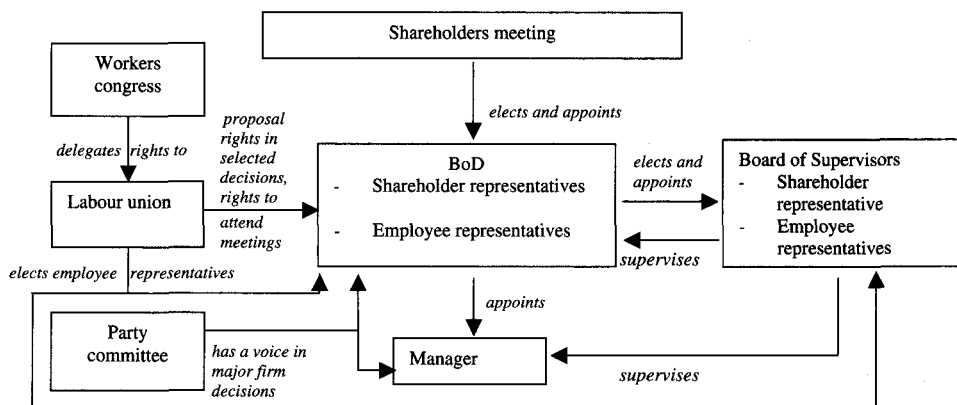 Shareholders meeting
Workers
congress
elects and appoints
proposal
rights in
selected
decisions,
rights to
attend
meetings
delegates rights to
Labour union
BoD
- Shareholder representatives
- Employee representatives
elects and
appoints
Board of Supervisors
- Shareholder
representative
- Employee
representatives
supervises
elects employee representatives
appoints
Party
committee
has a voice in
major firm
decisions
Manager
supervises